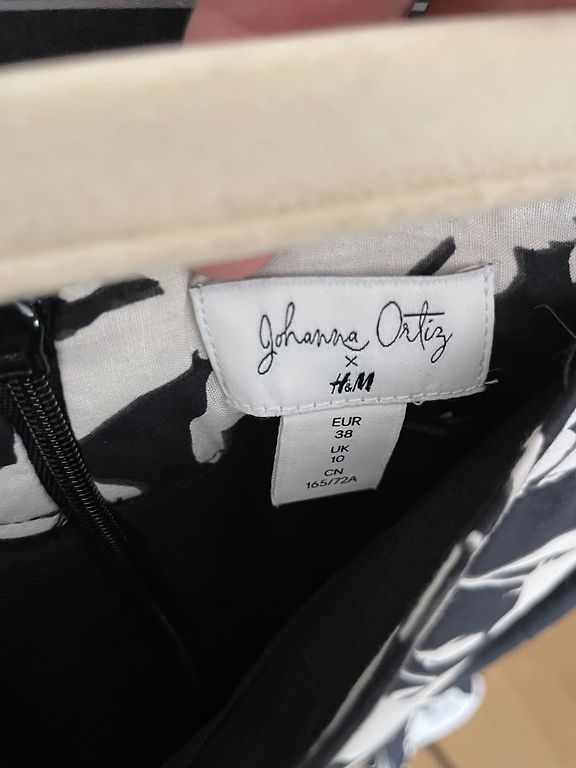 Johanna Ortiz
×
H&M
EUR
38
UK
10
CN
165/72A